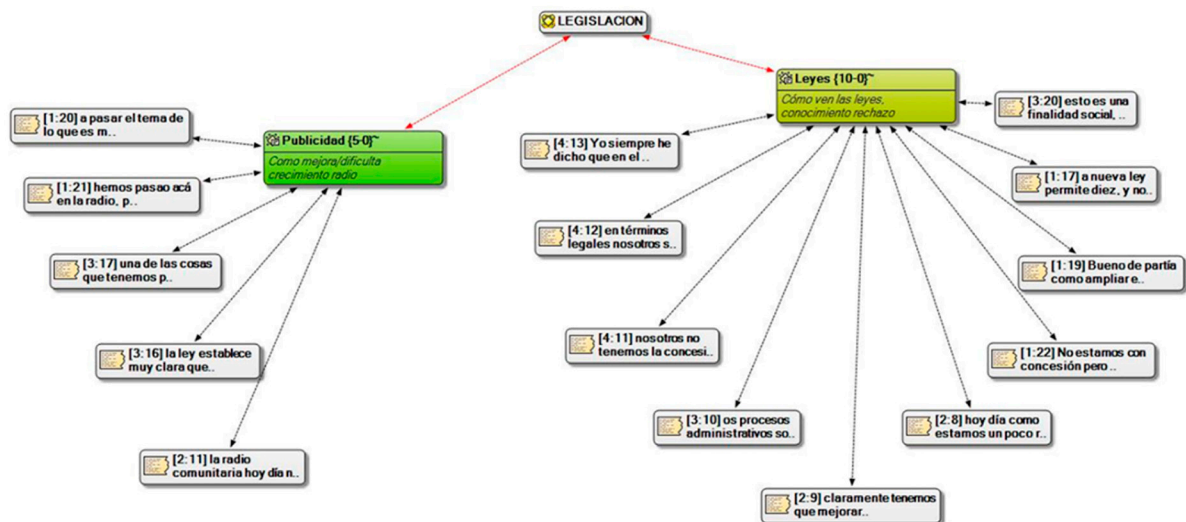 LEGISLACION
Publicidad {5-0}~
Como mejora/dificulta
crecimiento radio
[1:20] a pasar el tema de
lo que es m..
[1:21] hemos pasao acá
en la radio, p..
[3:17] una de las cosas
que tenemos p..
[3:16] la ley establece
muy clara que..
[2:11] la radio
comunitaria hoy día n..
Leyes {10-0}~
Cómo ven las leyes,
conocimiento rechazo
[4:13] Yo siempre he
dicho que en el ..
[4:12] en términos
legales nosotros s..
[4:11] nosotros no
tenemos la concesi..
[3:10] os procesos
administrativos so..
[2:9] claramente tenemos
que mejorar..
[2:8] hoy día como
estamos un poco r..
[1:22] No estamos con
concesión pero ..
[1:19] Bueno de partía
como ampliar e..
[1:17] a nueva ley
permite diez, y no..
[3:20] esto es una
finalidad social, ..